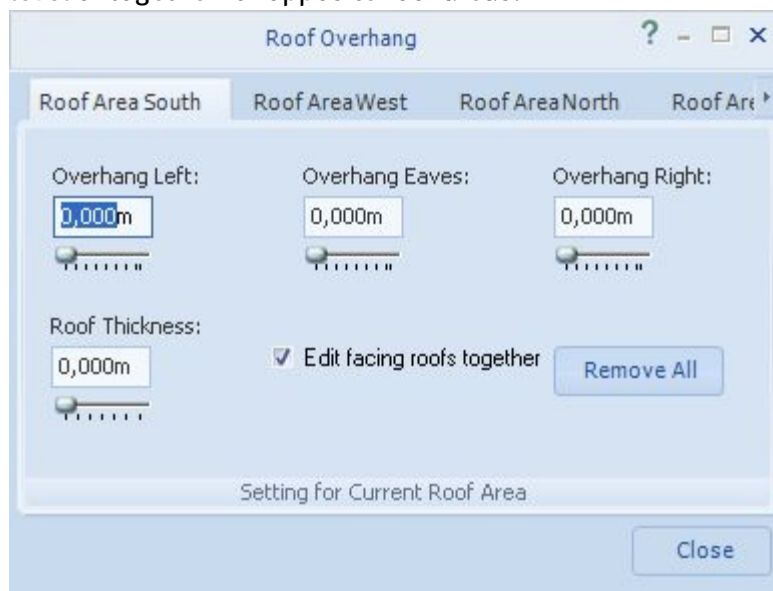 Roof Overhang
Roof Area South Roof Area West Roof Area North Roof Are
Overhang Left: Overhang Eaves: Overhang Right:
0,000m 0,000m 0,000m
Roof Thickness:
0,000m Edit facing roofs together Remove All
Setting for Current Roof Area
Close